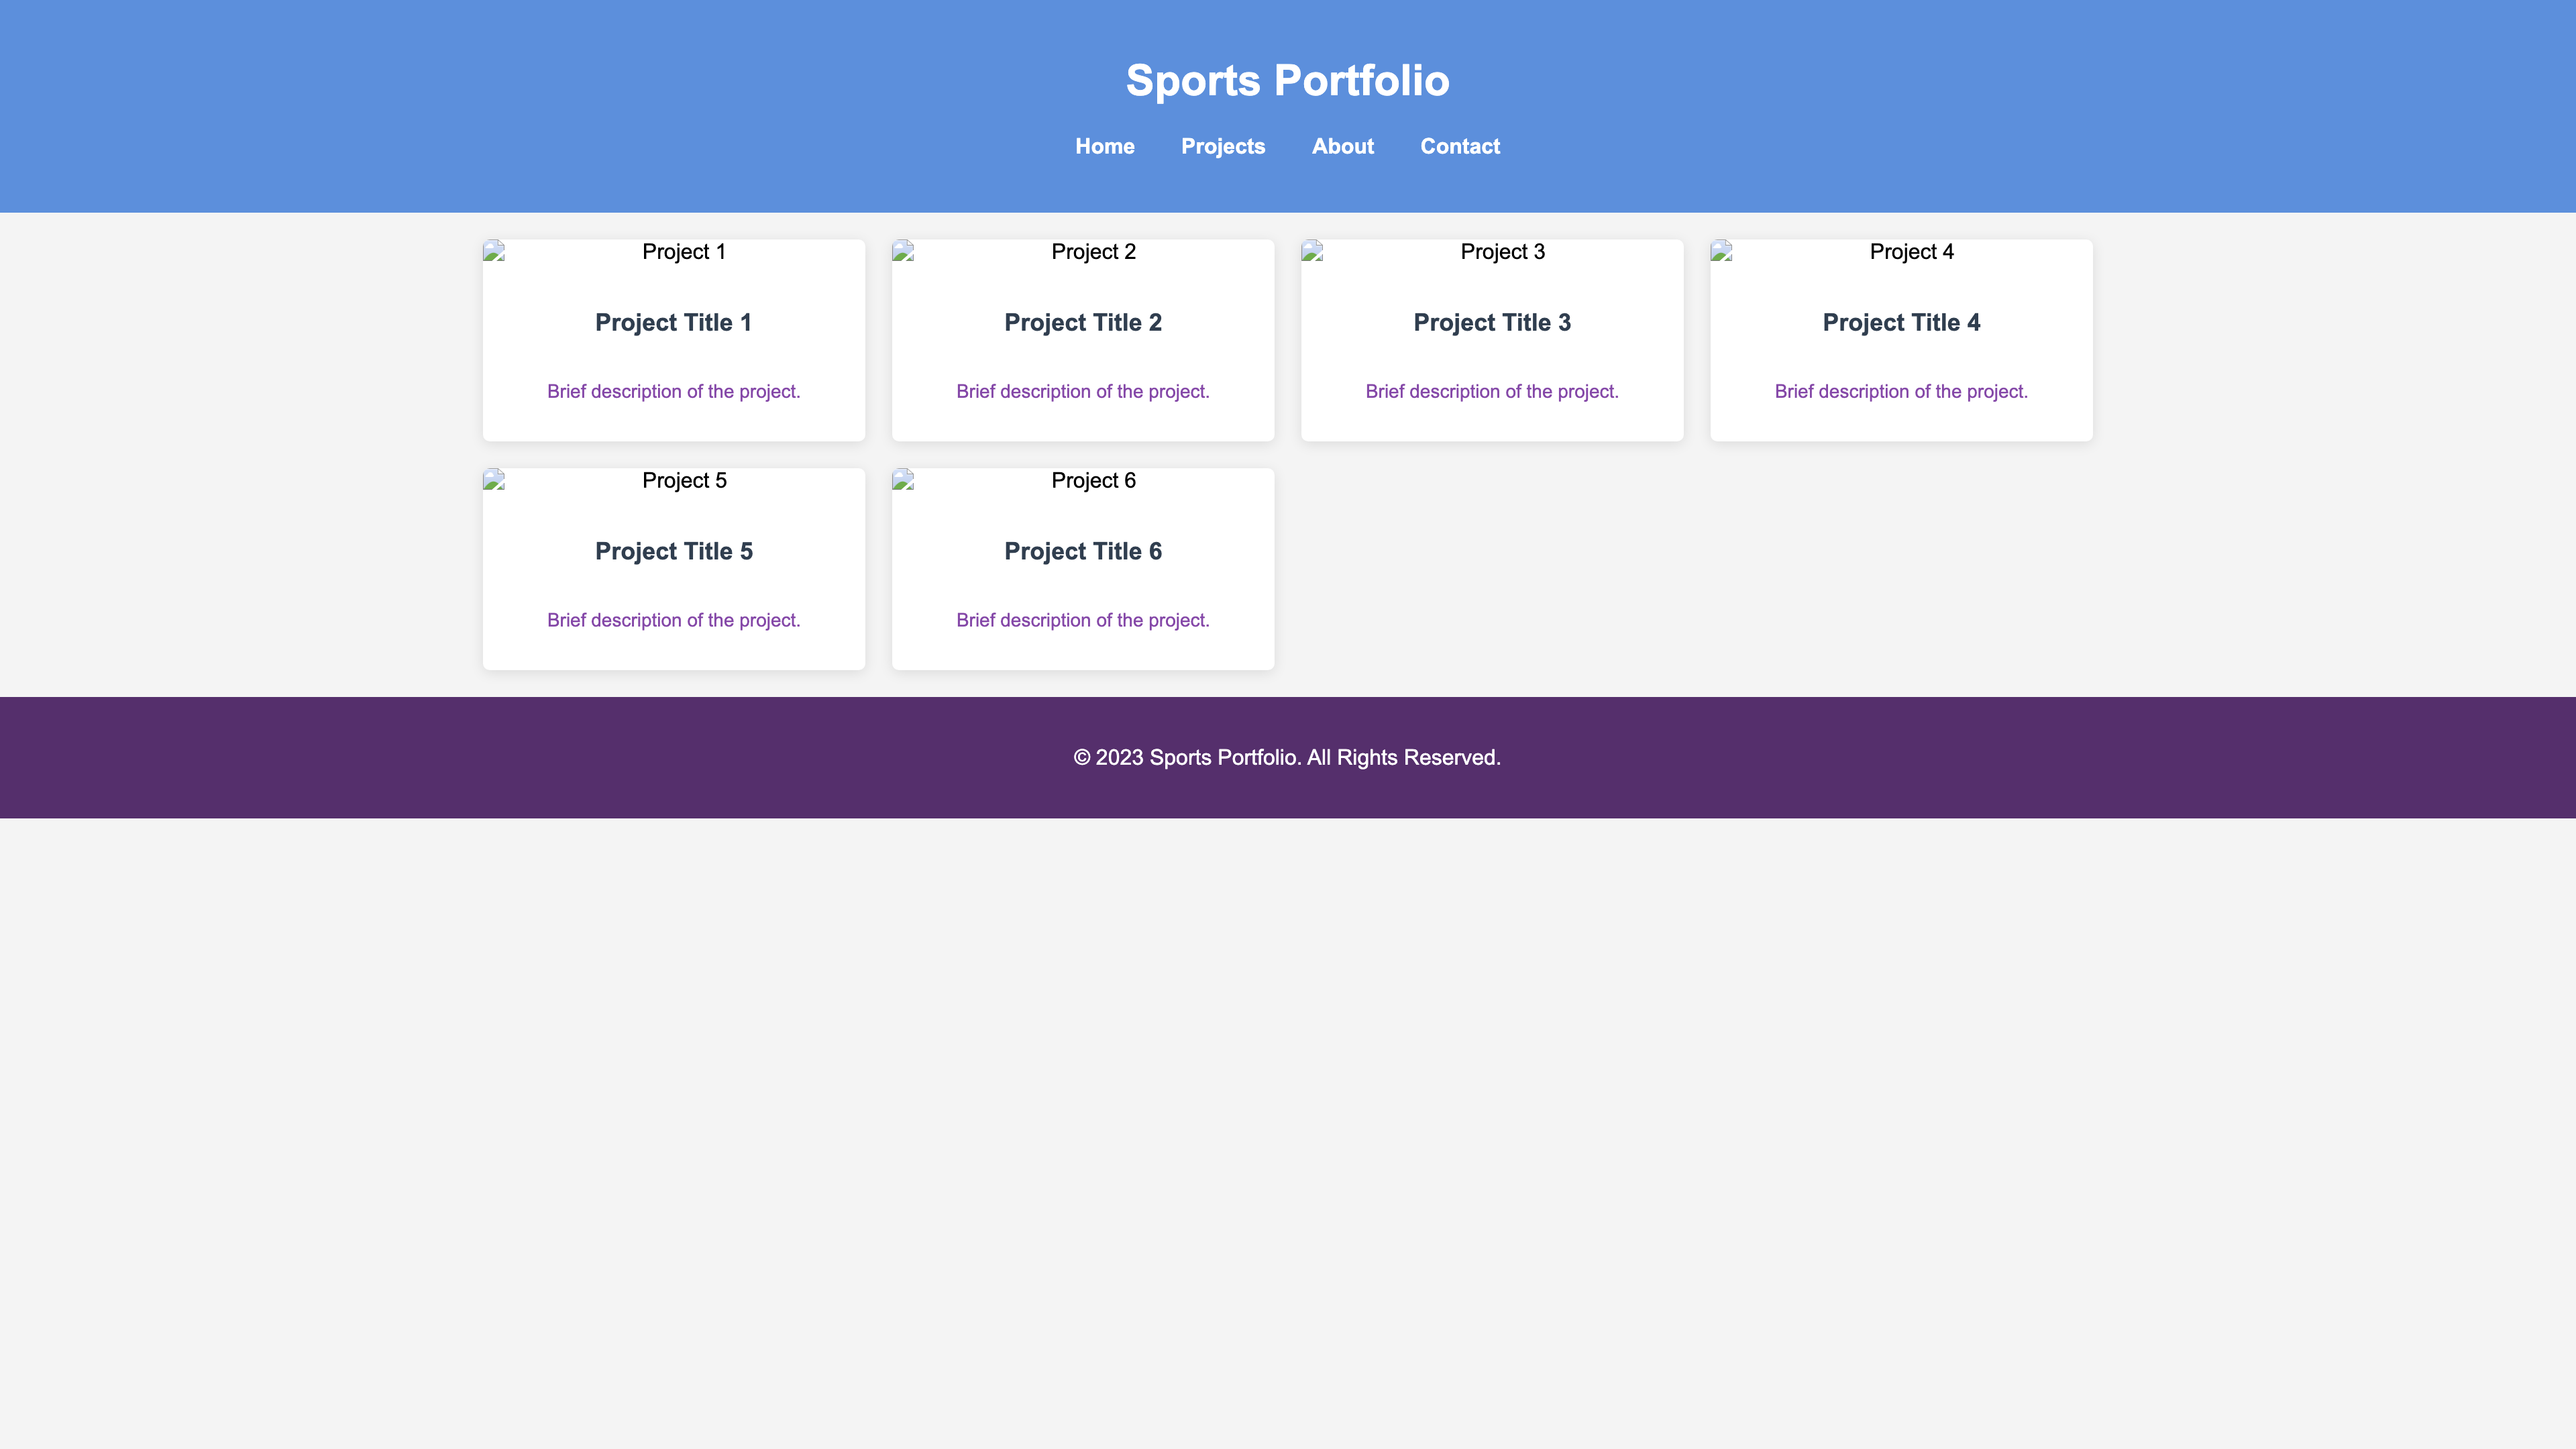 Sports Portfolio
Home Projects About Contact
Project 1
Project Title 1
Brief description of the project.
Project 2
Project Title 2
Brief description of the project.
Project 3
Project Title 3
Brief description of the project.
Project 4
Project Title 4
Brief description of the project.
Project 5
Project Title 5
Brief description of the project.
Project 6
Project Title 6
Brief description of the project.
© 2023 Sports Portfolio. All Rights Reserved.